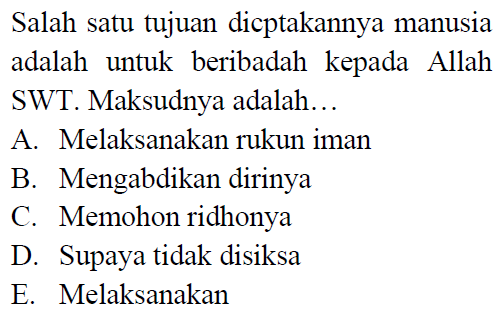 Salah satu tujuan dicptakannya manusia
adalah untuk beribadah kepada Allah
SWT. Maksudnya adalah…
A. Melaksanakan rukun iman
B. Mengabdikan dirinya
C. Memohon ridhonya
D. Supaya tidak disiksa
E. Melaksanakan